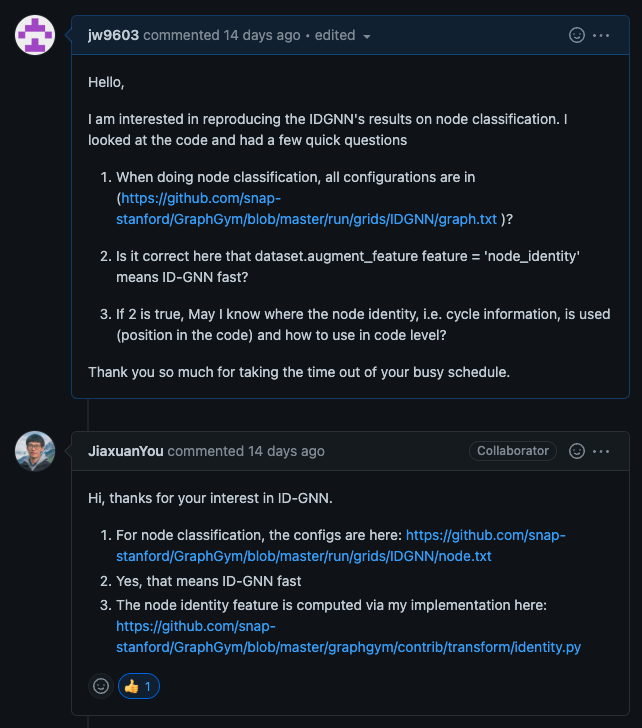 jw9603 commented 14 days ago • edited
Hello,
I am interested in reproducing the IDGNN's results on node classification. I
looked at the code and had a few quick questions
1. When doing node classification, all configurations are in
(https://github.com/snap-
stanford/GraphGym/blob/master/run/grids/IDGNN/graph.txt )?
2. Is it correct here that dataset.augment_feature feature = 'node_identity'
means ID-GNN fast?
3. If 2 is true, May I know where the node identity, i.e. cycle information, is used
(position in the code) and how to use in code level?
Thank you so much for taking the time out of your busy schedule.
JiaxuanYou commented 14 days ago Collaborator
Hi, thanks for your interest in ID-GNN.
1. For node classification, the configs are here: https://github.com/snap-
stanford/GraphGym/blob/master/run/grids/IDGNN/node.txt
2. Yes, that means ID-GNN fast
3. The node identity feature is computed via my implementation here:
https://github.com/snap-
stanford/GraphGym/blob/master/graphgym/contrib/transform/identity.py
👍 1